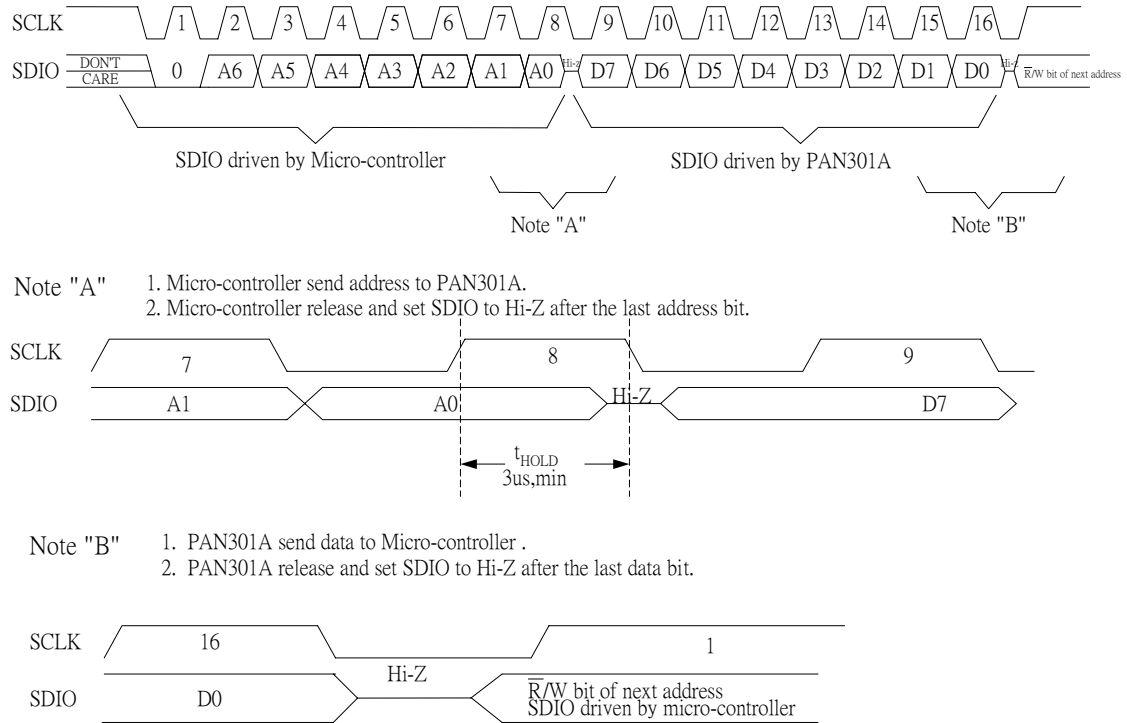 SCLK 1 2 3 4 5 6 7 8 9 10 11 12 13 14 15 16
SDIO DON'T CARE 0 A6 A5 A4 A3 A2 A1 A0 Hi-z D7 D6 D5 D4 D3 D2 D1 D0 Hi-Z R̅/W bit of next address
SDIO driven by Micro-controller SDIO driven by PAN301A
Note "A" Note "B"
Note "A" 1. Micro-controller send address to PAN301A.
2. Micro-controller release and set SDIO to Hi-Z after the last address bit.
SCLK 7 8 9
SDIO A1 A0 Hi-Z D7
tHOLD
3us,min
Note "B" 1. PAN301A send data to Micro-controller .
2. PAN301A release and set SDIO to Hi-Z after the last data bit.
SCLK 16 1
Hi-Z
SDIO D0 R̅/W bit of next address
SDIO driven by micro-controller